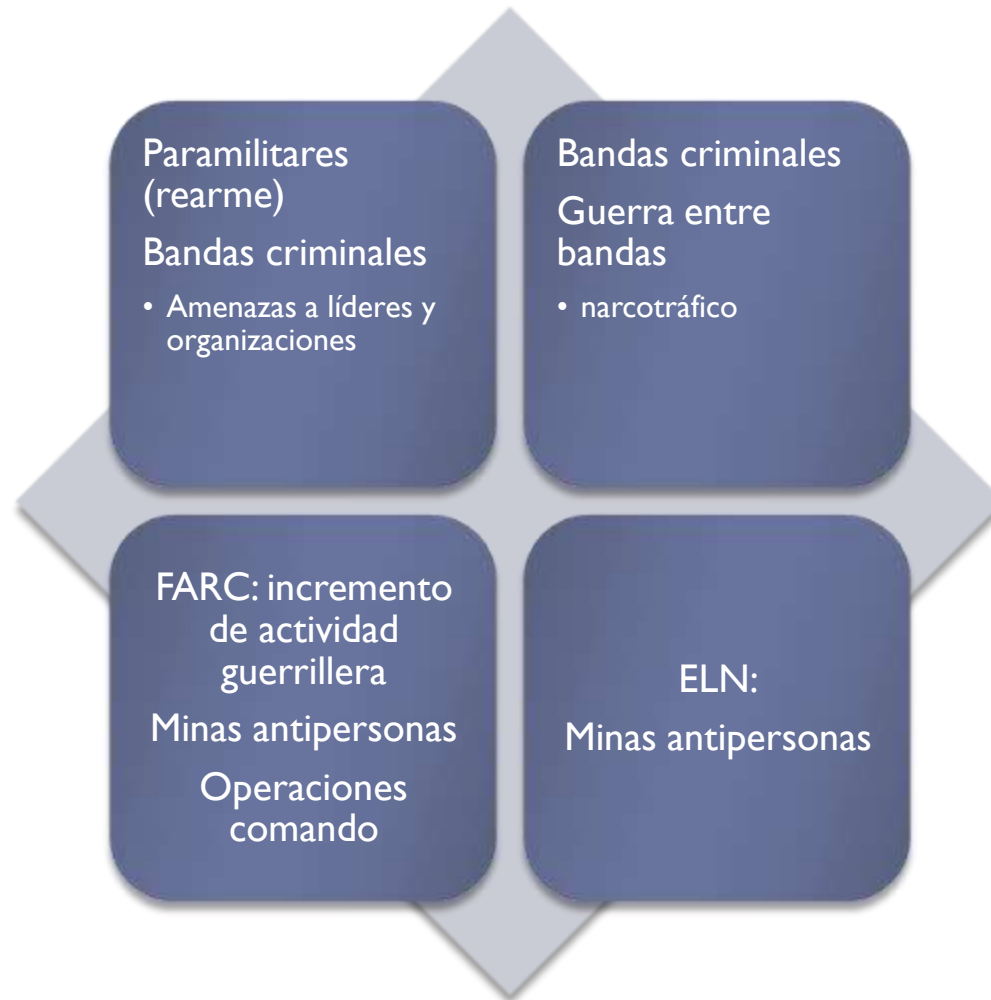 Paramilitares
(rearme)
Bandas criminales
• Amenazas a líderes y
organizaciones
Bandas criminales
Guerra entre
bandas
• narcotráfico
FARC: incremento
de actividad
guerrillera
Minas antipersonas
Operaciones
comando
ELN:
Minas antipersonas